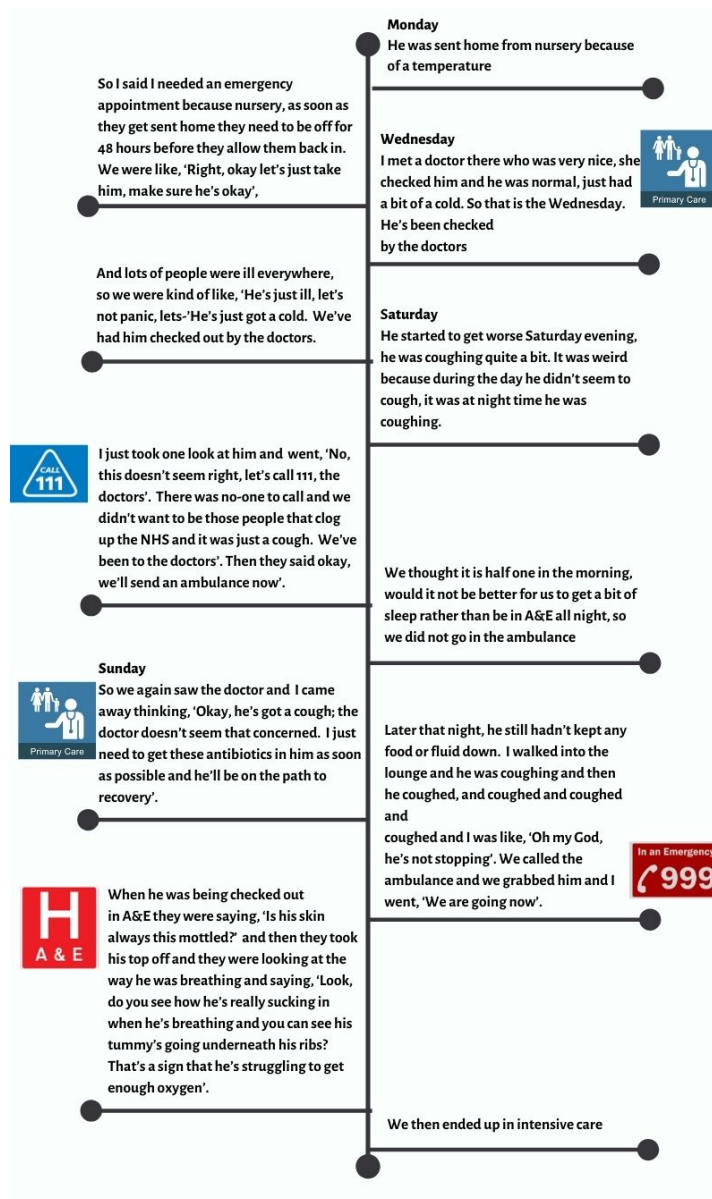 Monday
He was sent home from nursery because
of a temperature
So I said I needed an emergency
appointment because nursery, as soon as
they get sent home they need to be off for
48 hours before they allow them back in.
We were like, ‘Right, okay let’s just take
him, make sure he’s okay’,
Wednesday
I met a doctor there who was very nice, she
checked him and he was normal, just had
a bit of a cold. So that is the Wednesday.
He’s been checked
by the doctors
Primary Care
And lots of people were ill everywhere,
so we were kind of like, ‘He’s just ill, let’s
not panic, lets-’He’s just got a cold.  We’ve
had him checked out by the doctors.
Saturday
He started to get worse Saturday evening,
he was coughing quite a bit. It was weird
because during the day he didn’t seem to
cough, it was at night time he was
coughing.
CALL
111
I just took one look at him and  went, ‘No,
this doesn’t seem right, let’s call 111, the
doctors’.  There was no-one to call and we
didn’t want to be those people that clog
up the NHS and it was just a cough.  We’ve
been to the doctors’. Then they said okay,
we’ll send an ambulance now’.
We thought it is half one in the morning,
would it not be better for us to get a bit of
sleep rather than be in A&E all night, so
we did not go in the ambulance
Sunday
So we again saw the doctor and  I came
away thinking, ‘Okay, he’s got a cough; the
doctor doesn’t seem that concerned.  I just
need to get these antibiotics in him as soon
as possible and he’ll be on the path to
recovery’.
Primary Care
Later that night, he still hadn’t kept any
food or fluid down.  I walked into the
lounge and he was coughing and then
he coughed, and coughed and coughed
and
coughed and I was like, ‘Oh my God,
he’s not stopping’. We called the
ambulance and we grabbed him and I
went, ‘We are going now’.
In an Emergency
999
H
A & E
When he was being checked out
in A&E they were saying, ‘Is his skin
always this mottled?’  and then they took
his top off and they were looking at the
way he was breathing and saying, ‘Look,
do you see how he’s really sucking in
when he’s breathing and you can see his
tummy’s going underneath his ribs?
That’s a sign that he’s struggling to get
enough oxygen’.
We then ended up in intensive care